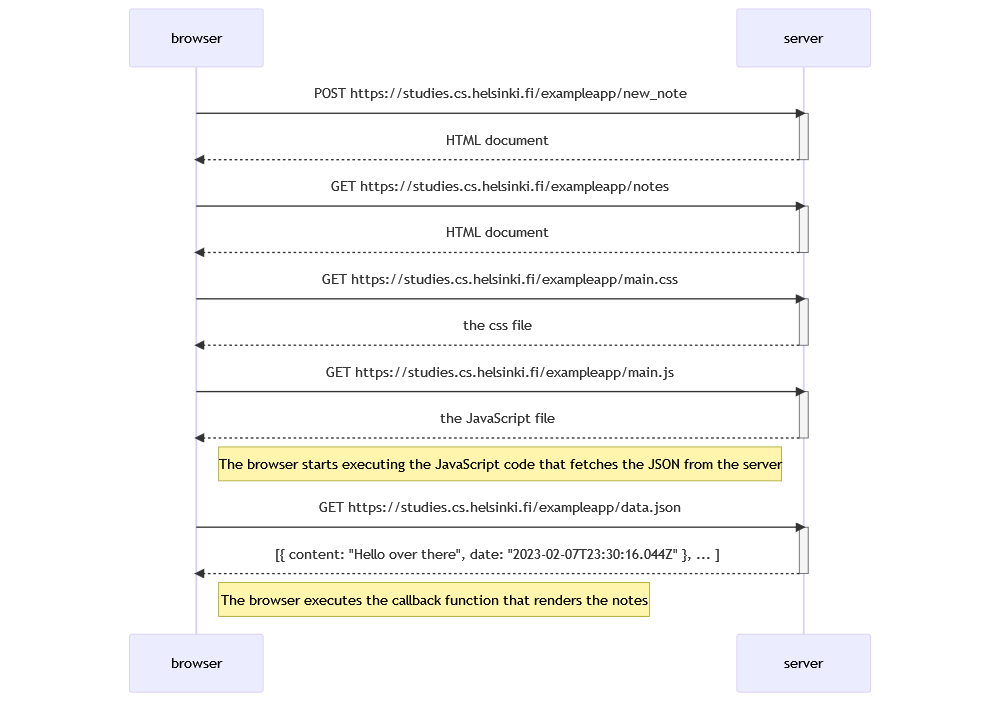 browser
server
POST https://studies.cs.helsinki.fi/exampleapp/new_note
HTML document
GET https://studies.cs.helsinki.fi/exampleapp/notes
HTML document
GET https://studies.cs.helsinki.fi/exampleapp/main.css
the css file
GET https://studies.cs.helsinki.fi/exampleapp/main.js
the JavaScript file
The browser starts executing the JavaScript code that fetches the JSON from the server
GET https://studies.cs.helsinki.fi/exampleapp/data.json
[{ content: "Hello over there", date: "2023-02-07T23:30:16.044Z" }, ... ]
The browser executes the callback function that renders the notes
browser
server